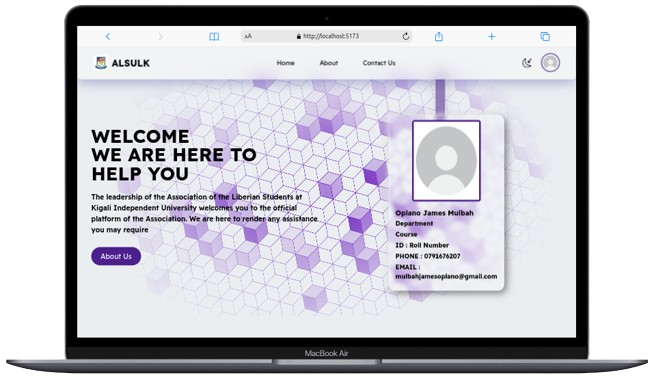 AA
http://localhost:5173
ALSULK
Home
About
Contact Us
WELCOME
WE ARE HERE TO
HELP YOU
The leadership of the Association of the Liberian Students at
Kigali Independent University welcomes you to the official
platform of the Association. We are here to render any assistance
you may require
About Us
Oplano James Mulbah
Department
Course
ID : Roll Number
PHONE : 0791676207
EMAIL :
mulbahjamesoplano@gmail.com
MacBook Air